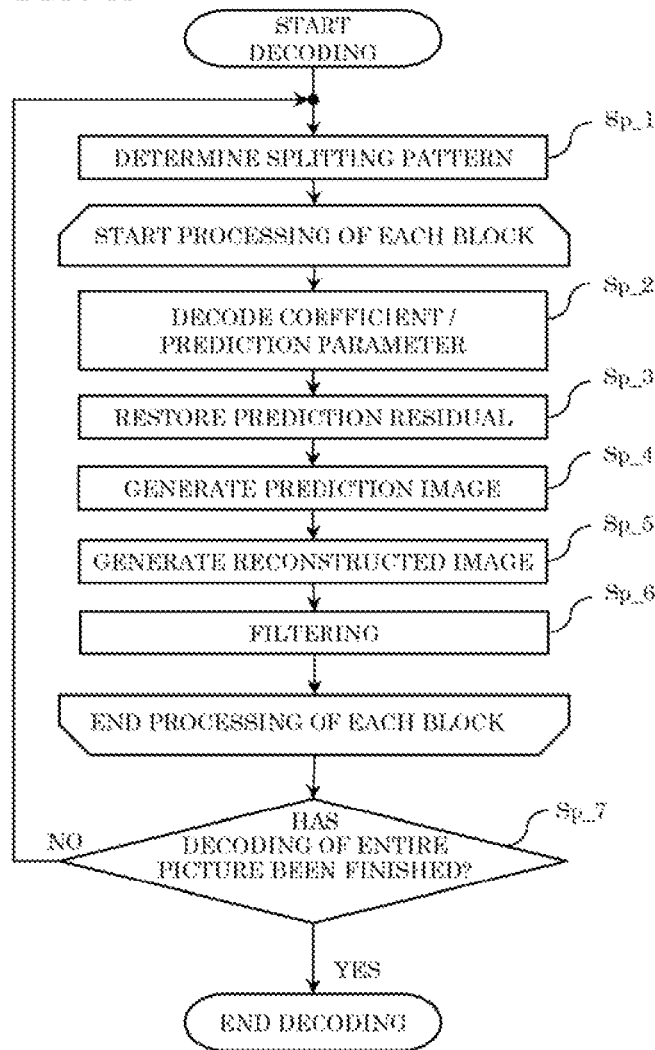 START
DECODING
Sp_1
DETERMINE SPLITTING PATTERN
START PROCESSING OF EACH BLOCK
Sp_2
DECODE COEFFICIENT /
PREDICTION PARAMETER
Sp_3
RESTORE PREDICTION RESIDUAL
Sp_4
GENERATE PREDICTION IMAGE
Sp_5
GENERATE RECONSTRUCTED IMAGE
Sp_6
FILTERING
END PROCESSING OF EACH BLOCK
Sp_7
HAS
NO
DECODING OF ENTIRE
PICTURE BEEN FINISHED?
YES
END DECODING